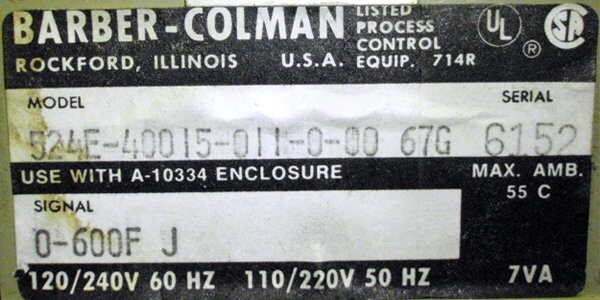 BARBER-COLMAN LISTED
PROCESS
CONTROL
ROCKFORD, ILLINOIS U.S.A. EQUIP. 714R
UL ® SA
MODEL SERIAL
524E-40015-011-0-00 67G 6152
USE WITH A-10334 ENCLOSURE MAX. AMB.
55 C
SIGNAL
0-600F J
120/240V 60 HZ 110/220V 50 HZ 7VA